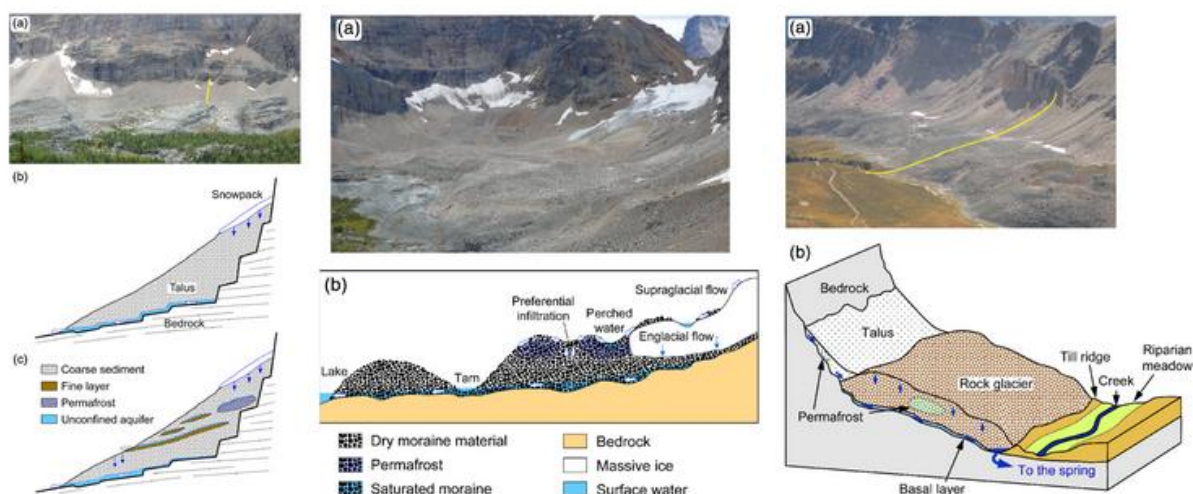 (a)
(b)
Snowpack
Talus
Bedrock
(c)
Coarse sediment
Fine layer
Permafrost
Unconfined aquifer
(a)
(b)
Preferential
infiltration
Perched
water
Supraglacial flow
Englacial flow
Lake
Tarn
Dry moraine material
Permafrost
Saturated moraine
Bedrock
Massive ice
Surface water
(a)
(b)
Bedrock
Talus
Rock glacier
Till ridge
Creek
Riparian
meadow
Permafrost
Basal layer
To the spring